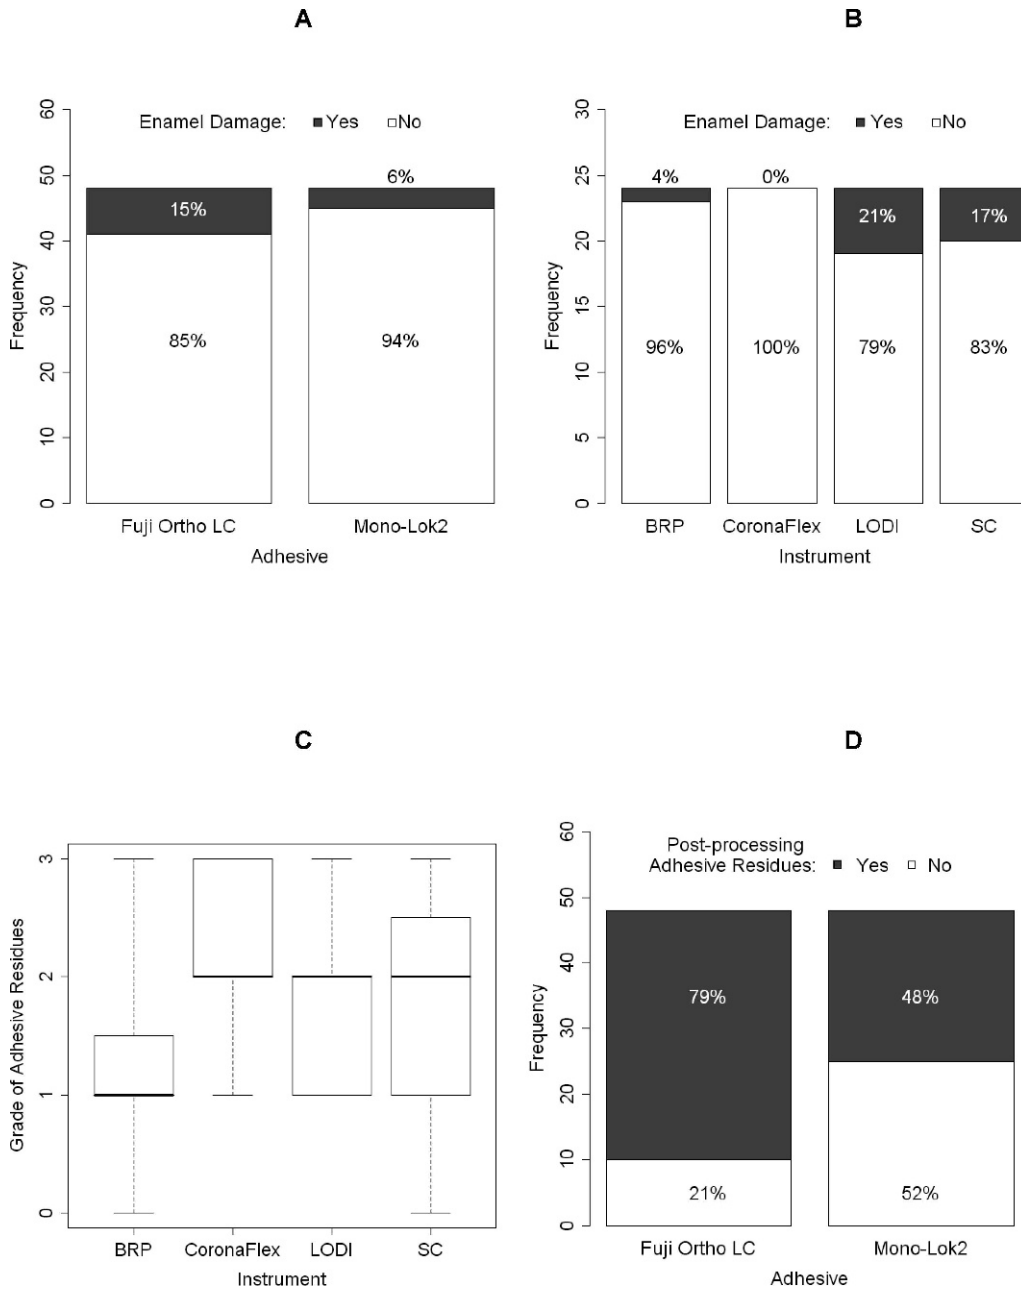 A
Enamel Damage: Yes No
60
50
40
30
20
10
0
Frequency
15%
85%
6%
94%
Fuji Ortho LC Mono-Lok2
Adhesive
B
Enamel Damage: Yes No
30
25
20
15
10
5
0
Frequency
4%
96%
0%
100%
21%
79%
17%
83%
BRP CoronaFlex LODI SC
Instrument
C
3
2
1
0
Grade of Adhesive Residues
BRP CoronaFlex LODI SC
Instrument
D
Post-processing
Adhesive Residues: Yes No
60
50
40
30
20
10
0
Frequency
79%
21%
48%
52%
Fuji Ortho LC Mono-Lok2
Adhesive